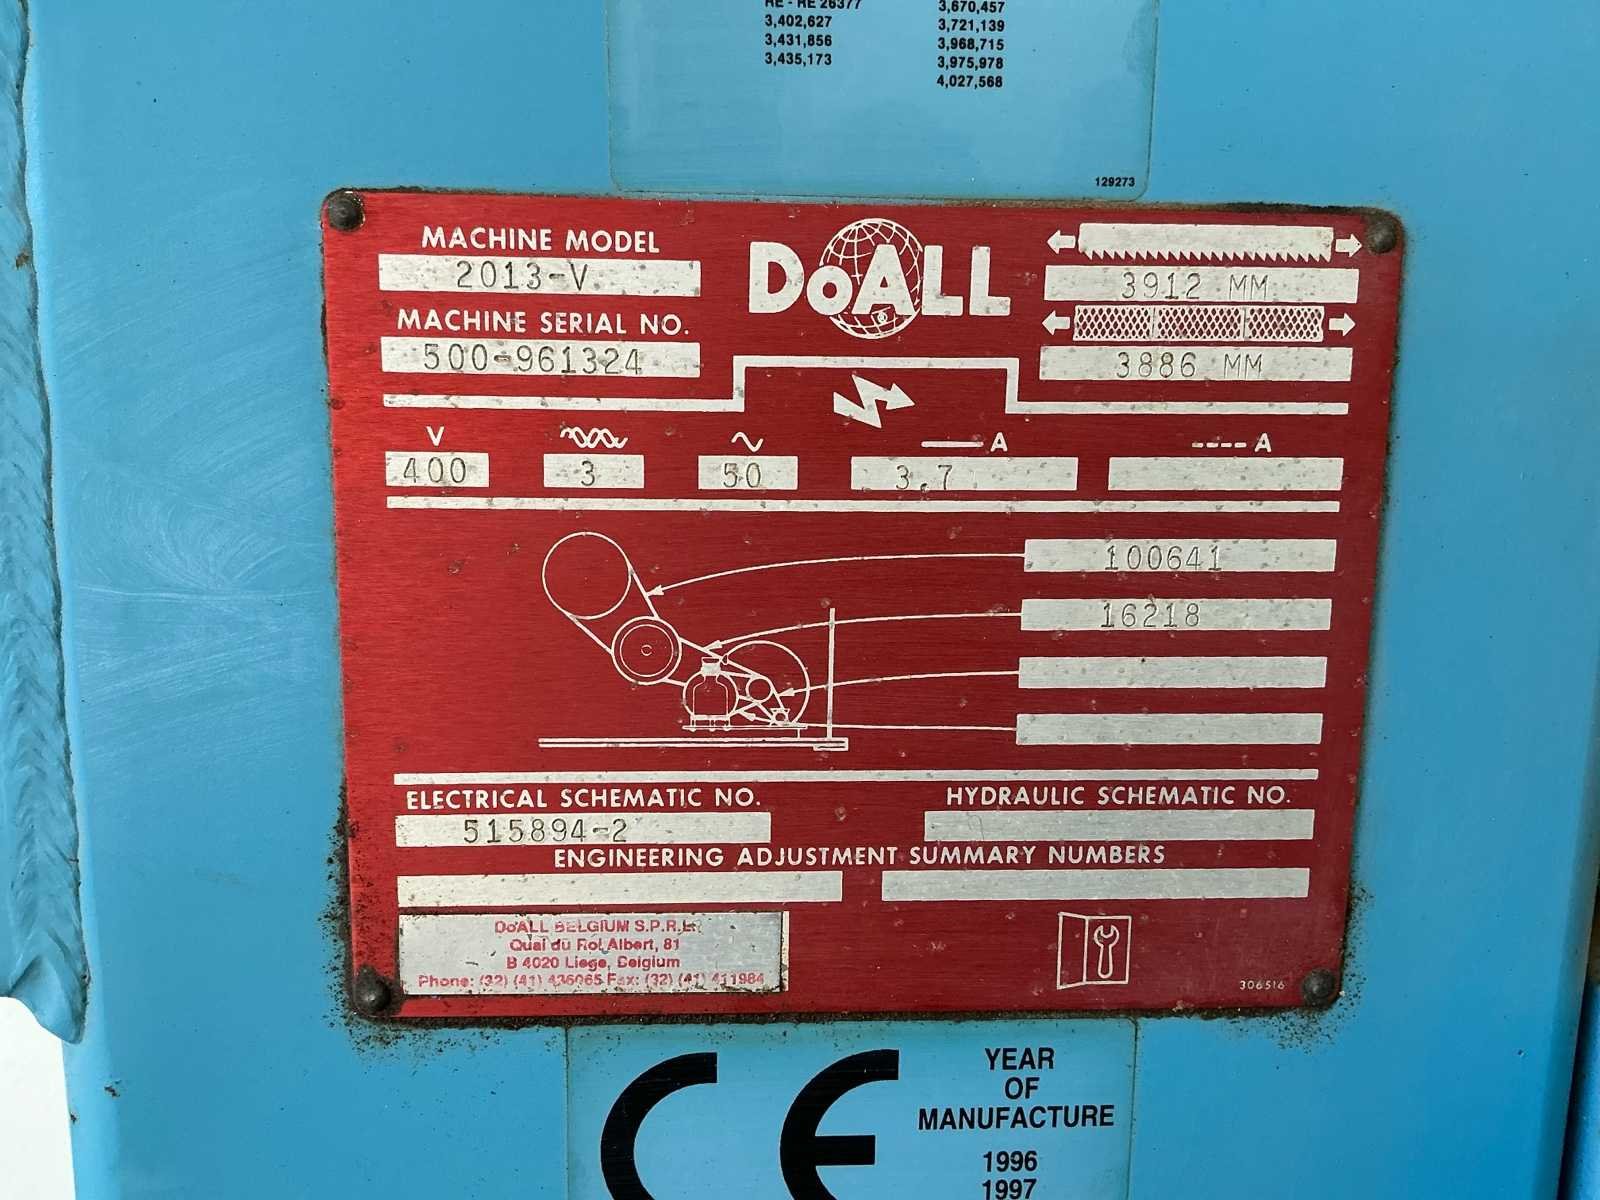 RE - RE 26377
3,402,627
3,431,856
3,435,173
3,670,457
3,721,139
3,968,715
3,975,978
4,027,568
129273
MACHINE MODEL
2013-V
MACHINE SERIAL NO.
500-961324
DoALL
3912 MM
3886 MM
V
400
3
50
A
3.7
A
100641
16218
ELECTRICAL SCHEMATIC NO.
515894-2
HYDRAULIC SCHEMATIC NO.
ENGINEERING ADJUSTMENT SUMMARY NUMBERS
DoALL BELGIUM S.P.R.L.
Quai du Roi Albert, 81
B 4020 Liege, Belgium
Phone: (32) (41) 436065 Fax: (32) (41) 411984
306516
CE
YEAR
OF
MANUFACTURE
1996
1997